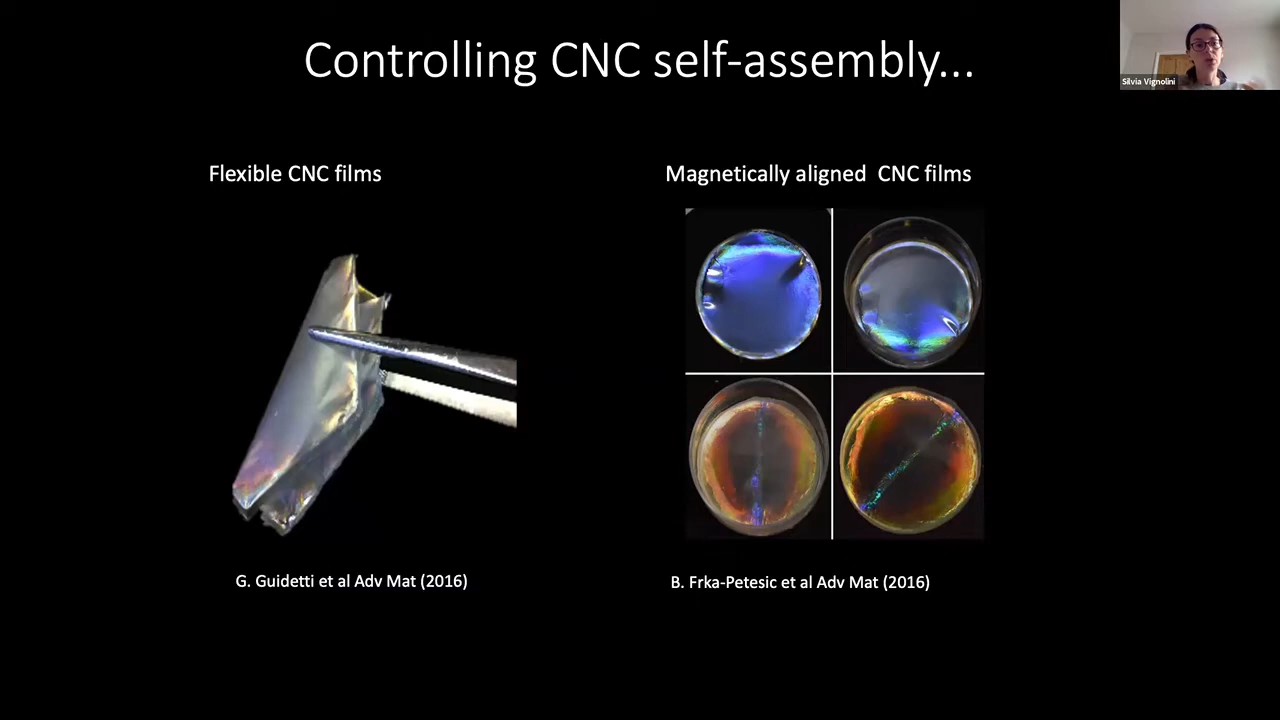 Controlling CNC self-assembly...
Silvia Vignolini
Flexible CNC films
Magnetically aligned  CNC films
G. Guidetti et al Adv Mat (2016)
B. Frka-Petesic et al Adv Mat (2016)